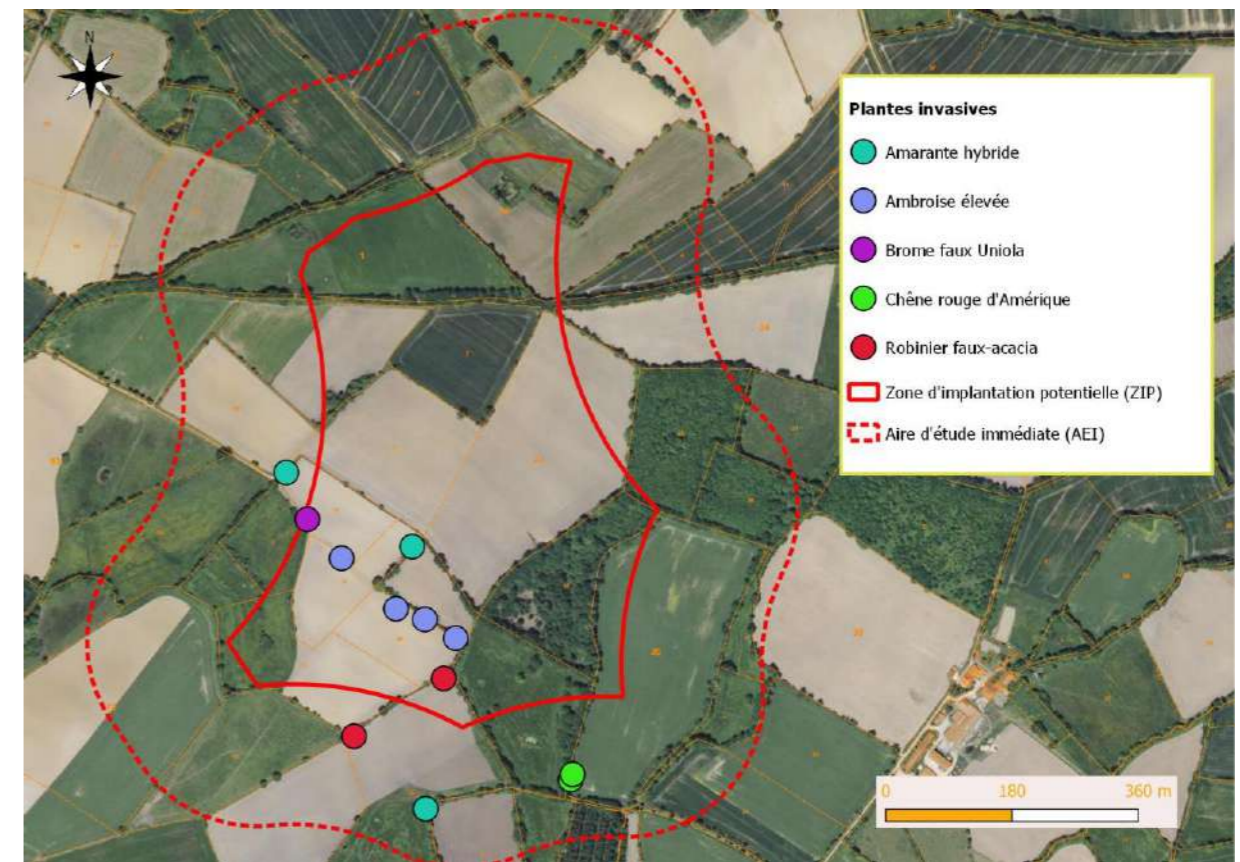 N
Plantes invasives
Amarante hybride
Ambroise élevée
Brome faux Uniola
Chêne rouge d'Amérique
Robinier faux-acacia
Zone d'implantation potentielle (ZIP)
Aire d'étude immédiate (AEI)
0 180 360 m